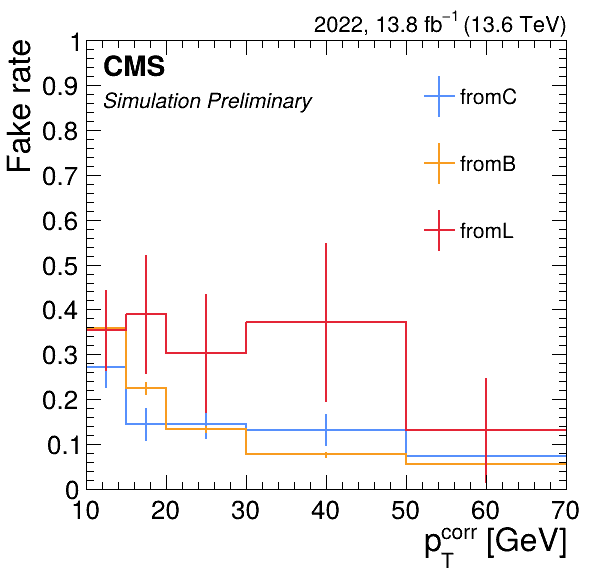 2022, 13.8 fb⁻¹ (13.6 TeV)
Fake rate
CMS
Simulation Preliminary
fromC
fromB
fromL
1
0.9
0.8
0.7
0.6
0.5
0.4
0.3
0.2
0.1
0
10 20 30 40 50 60 70
p_T^corr [GeV]